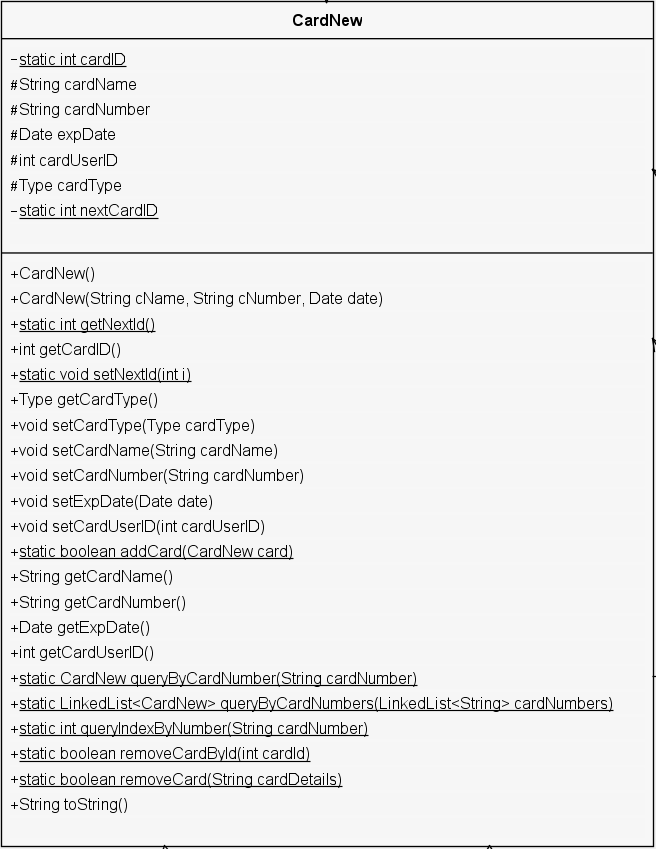 CardNew
-static int cardID
#String cardName
#String cardNumber
#Date expDate
#int cardUserID
#Type cardType
-static int nextCardID
+CardNew()
+CardNew(String cName, String cNumber, Date date)
+static int getNextId()
+int getCardID()
+static void setNextId(int i)
+Type getCardType()
+void setCardType(Type cardType)
+void setCardName(String cardName)
+void setCardNumber(String cardNumber)
+void setExpDate(Date date)
+void setCardUserID(int cardUserID)
+static boolean addCard(CardNew card)
+String getCardName()
+String getCardNumber()
+Date getExpDate()
+int getCardUserID()
+static CardNew queryByCardNumber(String cardNumber)
+static LinkedList<CardNew> queryByCardNumbers(LinkedList<String> cardNumbers)
+static int queryIndexByNumber(String cardNumber)
+static boolean removeCardById(int cardId)
+static boolean removeCard(String cardDetails)
+String toString()